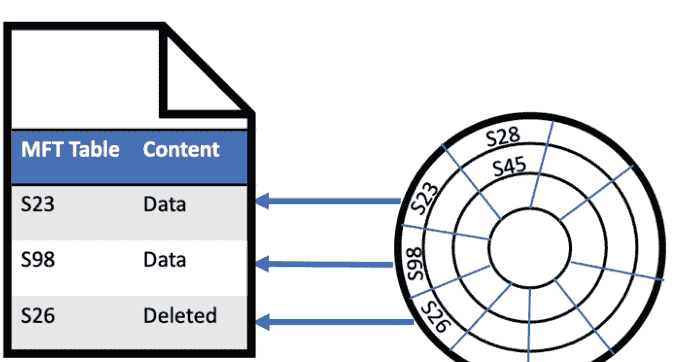 MFT Table Content
S23 Data
S98 Data
S26 Deleted
S28
S45
S23
S98
S26